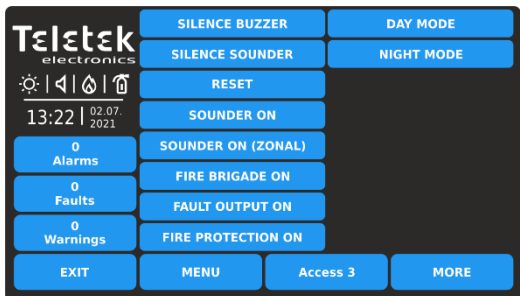 Teletek
electronics
13:22
02.07.
2021
0
Alarms
0
Faults
0
Warnings
SILENCE BUZZER
SILENCE SOUNDER
RESET
SOUNDER ON
SOUNDER ON (ZONAL)
FIRE BRIGADE ON
FAULT OUTPUT ON
FIRE PROTECTION ON
DAY MODE
NIGHT MODE
EXIT
MENU
Access 3
MORE